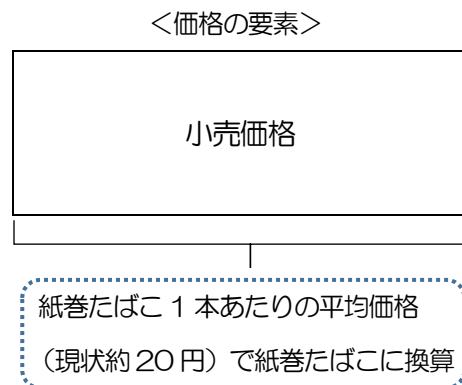 ＜価格の要素＞
小売価格
紙巻たばこ１本あたりの平均価格
（現状約２０円）で紙巻たばこに換算